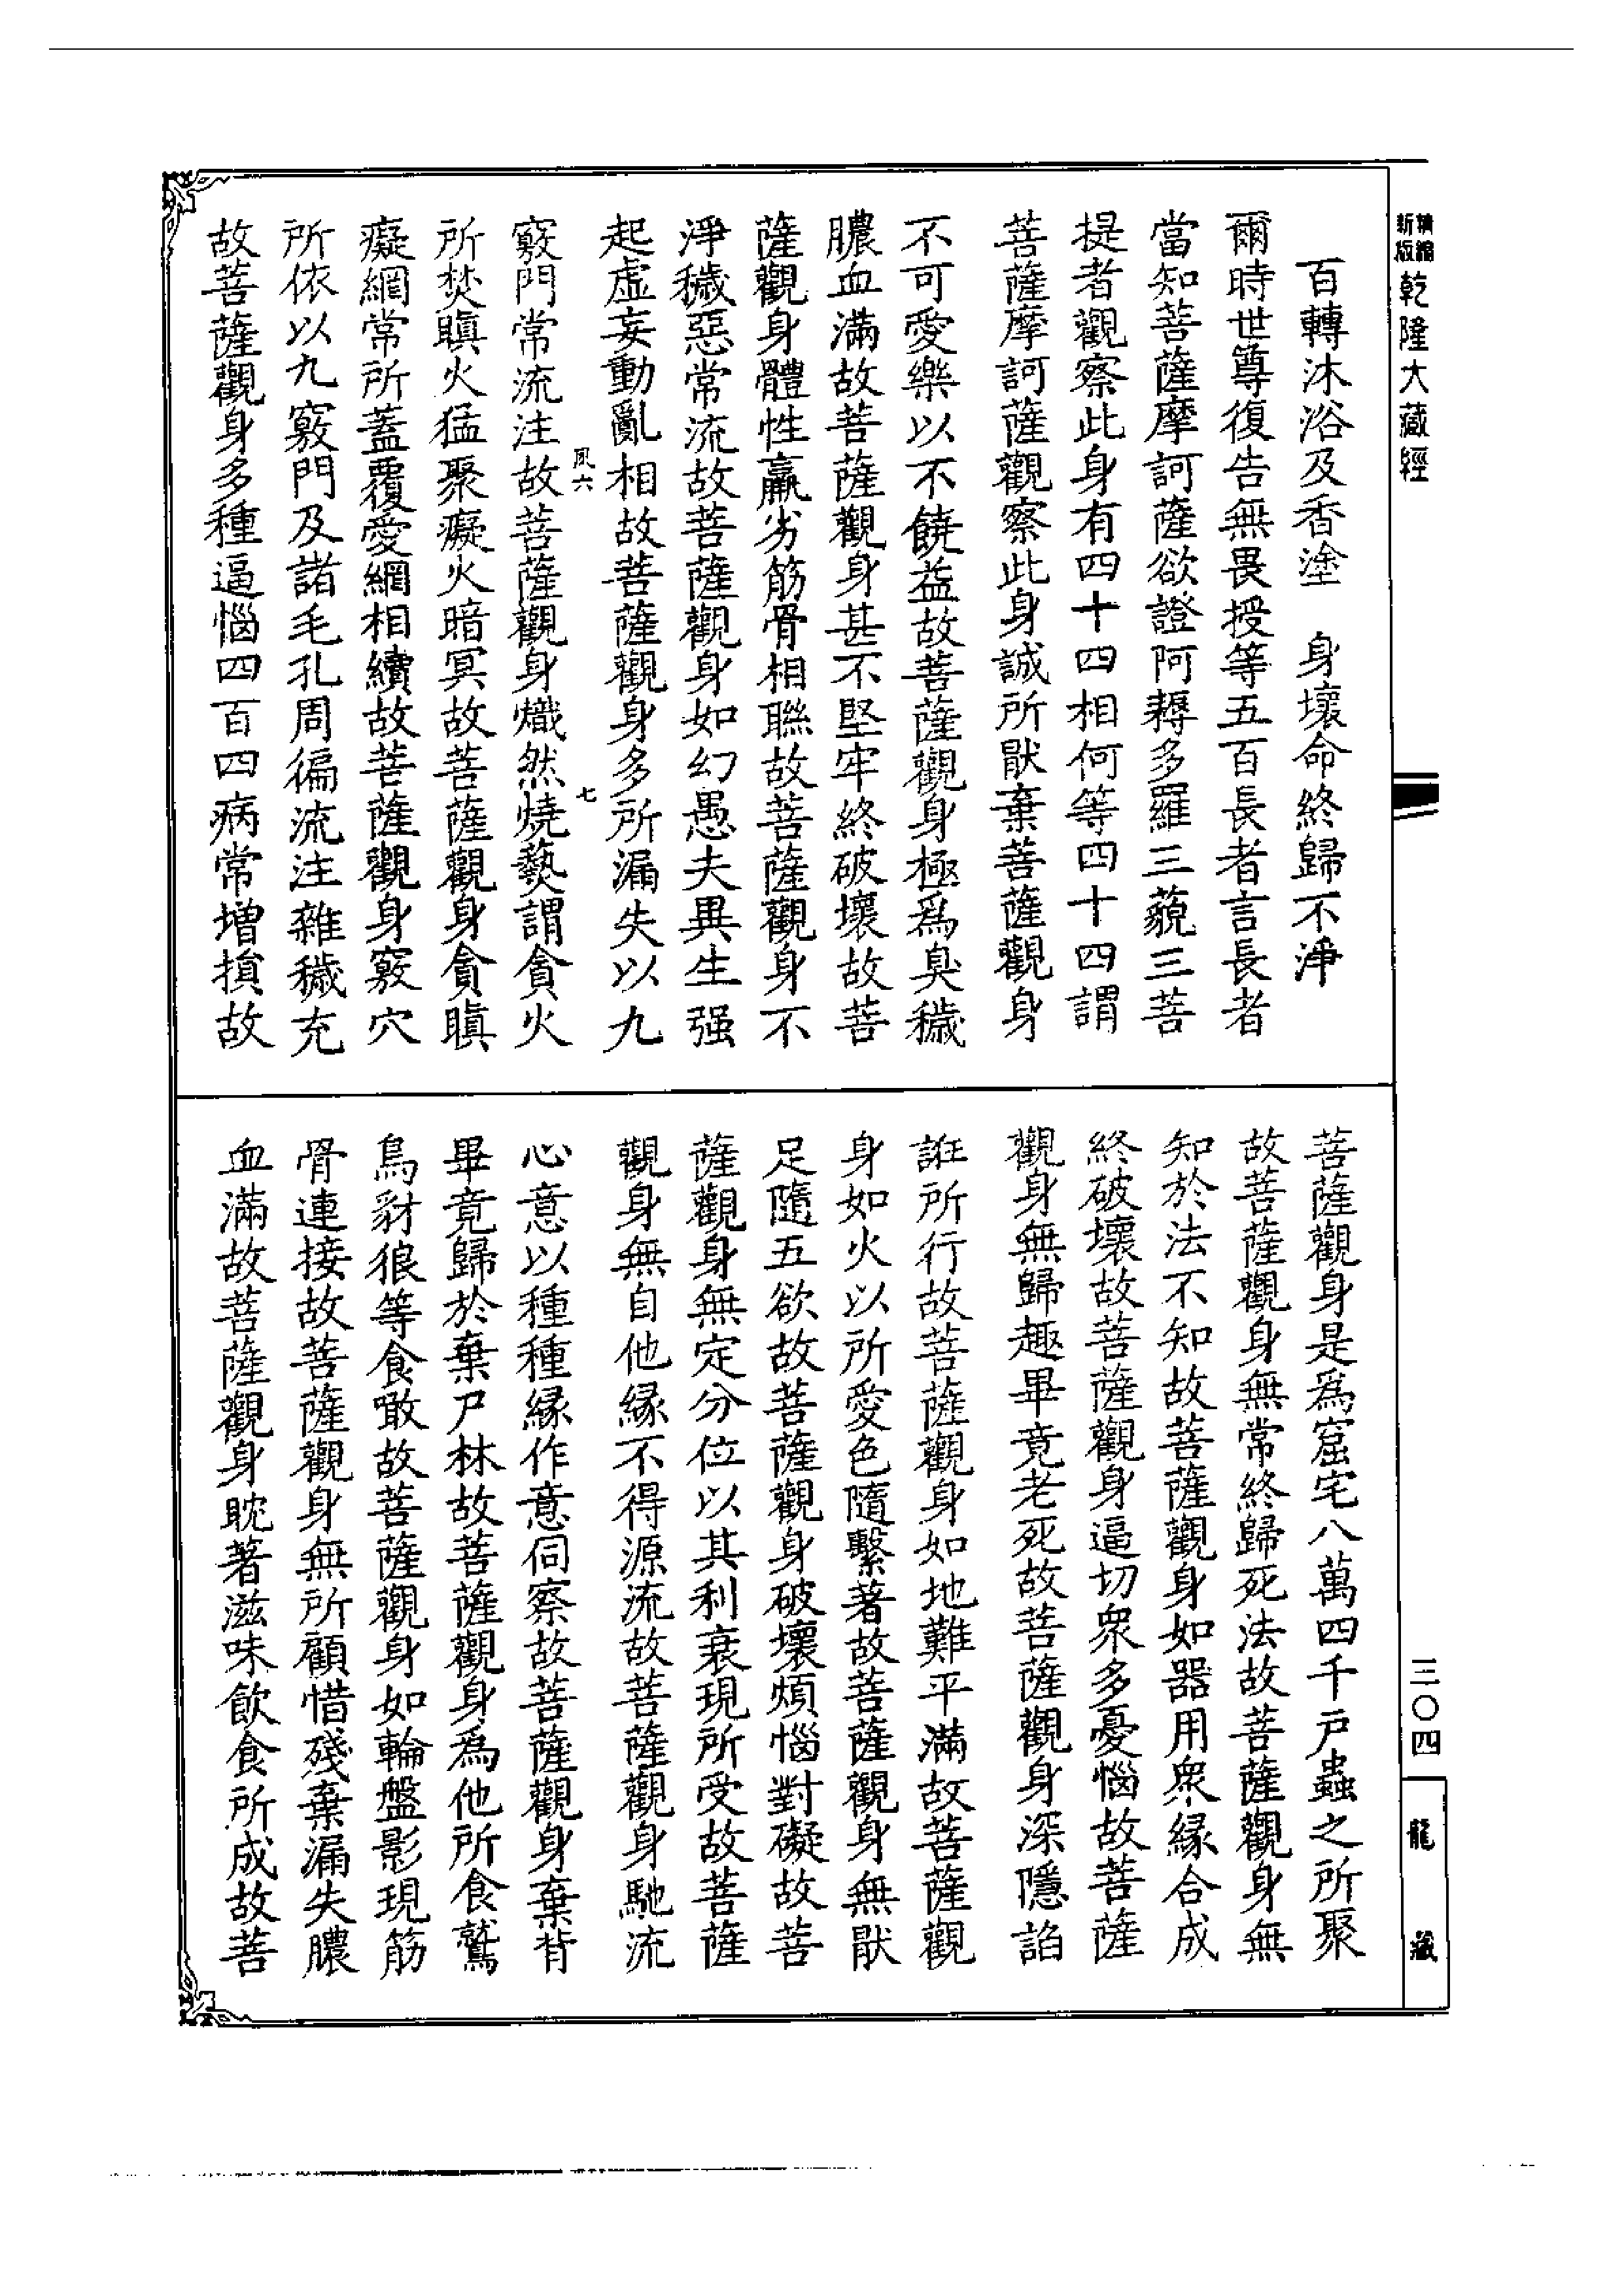 新版精縮乾隆大藏經
百轉沐浴及香塗　身壞命終歸不淨
爾時世尊復告無畏授等五百長者言長者
當知菩薩摩訶薩欲證阿耨多羅三藐三菩
提者觀察此身有四十四相何等四十四謂
菩薩摩訶薩觀察此身誠所猒棄菩薩觀身
不可愛樂以不饒益故菩薩觀身極爲臭穢
膿血滿故菩薩觀身甚不堅牢終破壞故菩
薩觀身體性羸劣筋骨相聯故菩薩觀身不
淨穢惡常流故菩薩觀身如幻愚夫異生强
起虛妄動亂相故菩薩觀身多所漏失以九
風六　七
竅門常流注故菩薩觀身熾然燒爇謂貪火
所焚瞋火猛聚癡火暗冥故菩薩觀身貪瞋
癡網常所蓋覆愛網相續故菩薩觀身竅穴
所依以九竅門及諸毛孔周徧流注雜穢充
故菩薩觀身多種逼惱四百四病常增損故
菩薩觀身是爲窟宅八萬四千戶蟲之所聚
故菩薩觀身無常終歸死法故菩薩觀身無
知於法不知故菩薩觀身如器用衆緣合成
終破壞故菩薩觀身逼切衆多憂惱故菩薩
觀身無歸趣畢竟老死故菩薩觀身深隱諂
誑所行故菩薩觀身如地難平滿故菩薩觀
身如火以所愛色隨繫著故菩薩觀身無猒
足隨五欲故菩薩觀身破壞煩惱對礙故菩
薩觀身無定分位以其利衰現所受故菩薩
觀身無自他緣不得源流故菩薩觀身馳流
心意以種種緣作意伺察故菩薩觀身棄背
畢竟歸於棄尸林故菩薩觀身爲他所食鷲
鳥豺狼等食噉故菩薩觀身如輪盤影現筋
骨連接故菩薩觀身無所顧惜殘棄漏失膿
血滿故菩薩觀身耽著滋味飲食所成故菩
三〇四
龍藏